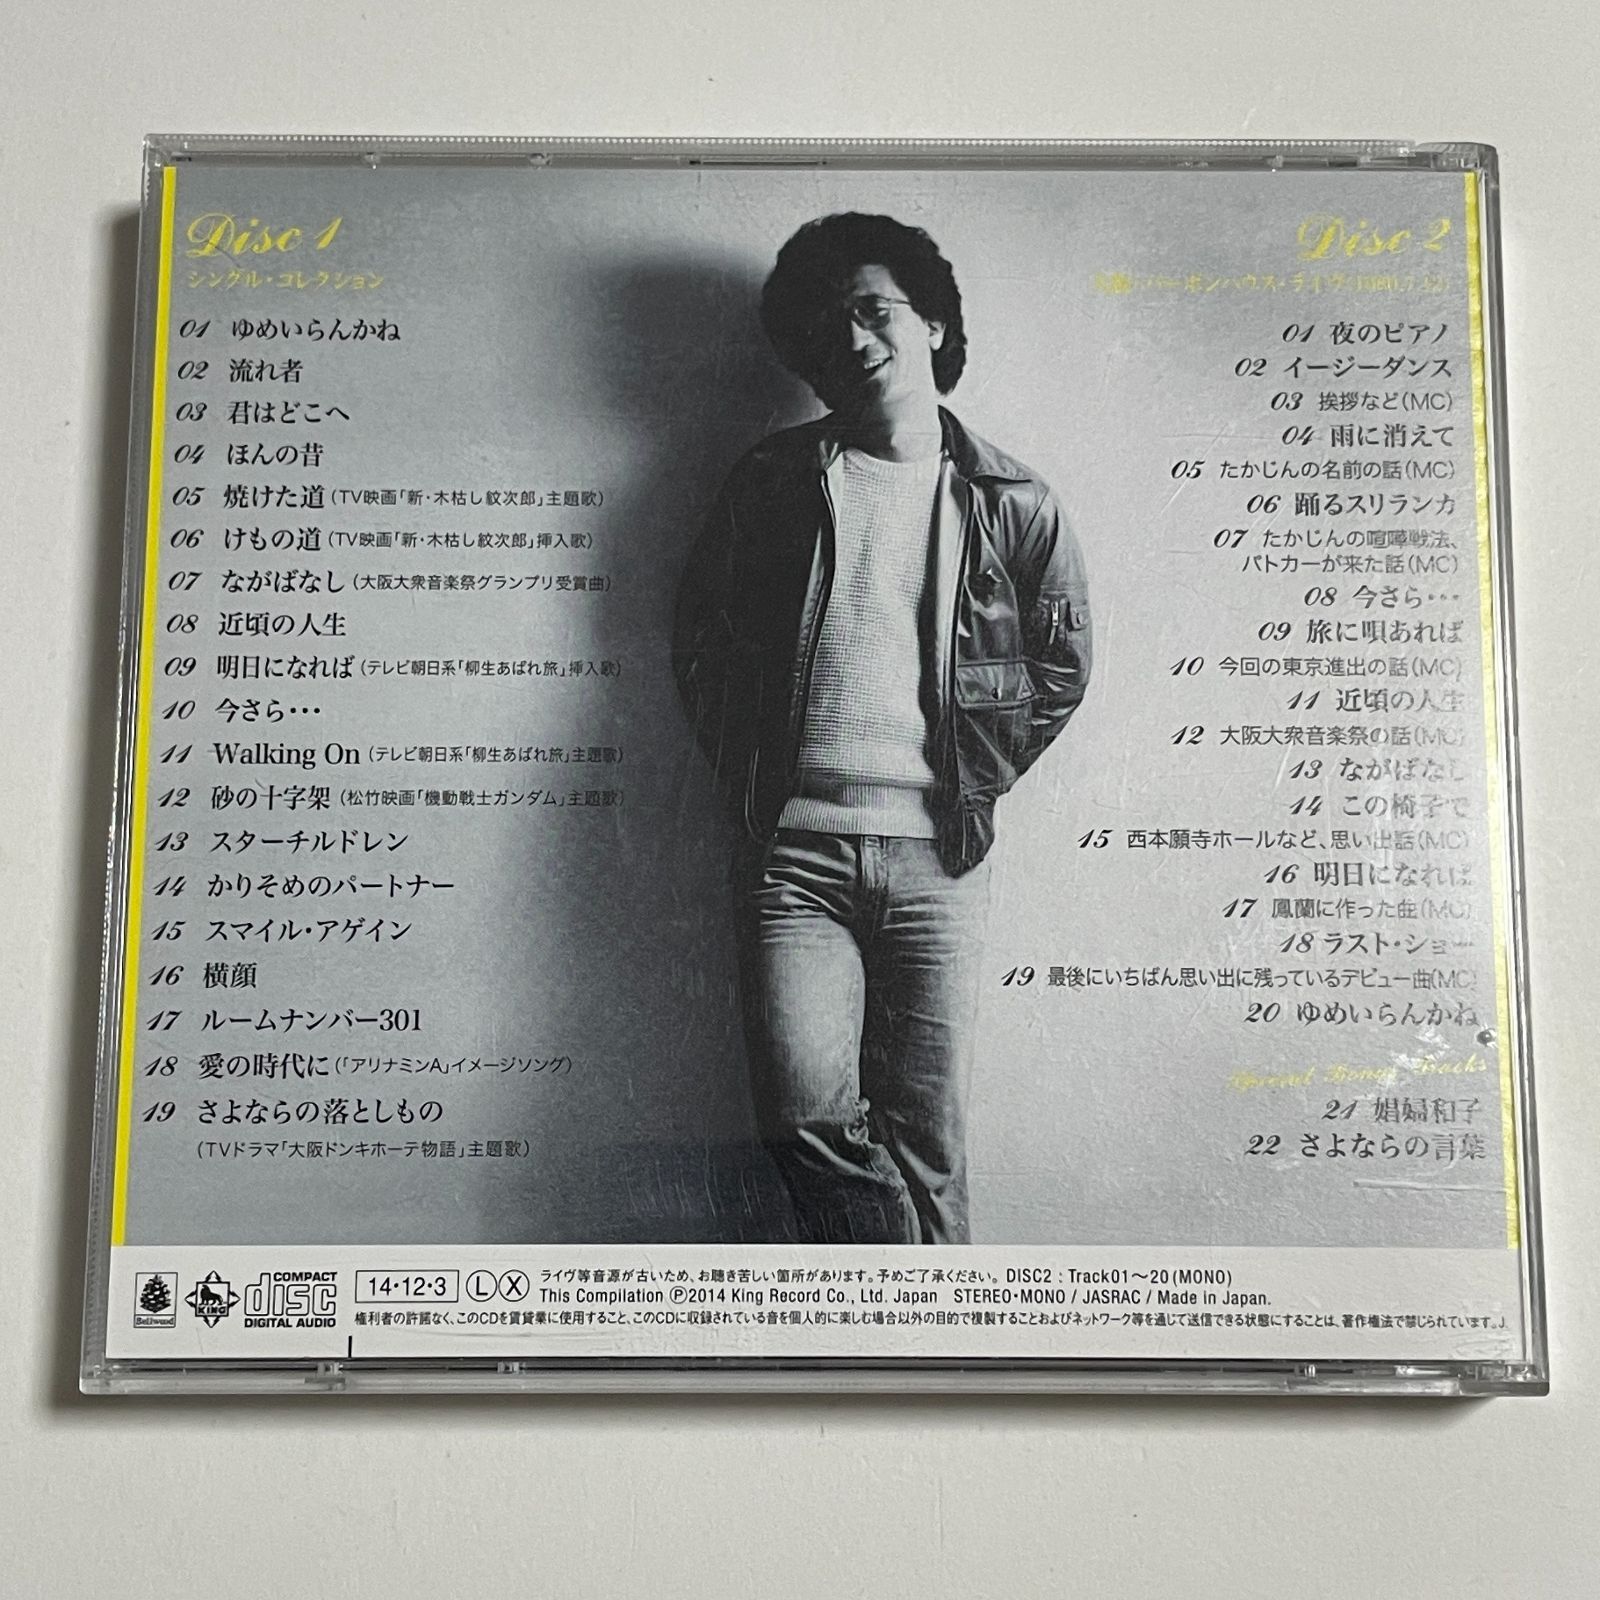 Disc 1
シングル・コレクション
01 ゆめいらんかね
02 流れ者
03 君はどこへ
04 ほんの昔
05 焼けた道(TV映画「新・木枯し紋次郎」主題歌)
06 けもの道(TV映画「新・木枯し紋次郎」挿入歌)
07 ながばなし(大阪大衆音楽祭グランプリ受賞曲)
08 近頃の人生
09 明日になれば(テレビ朝日系「柳生あばれ旅」挿入歌)
10 今さら・・・
11 Walking On(テレビ朝日系「柳生あばれ旅」主題歌)
12 砂の十字架(松竹映画「機動戦士ガンダム」主題歌)
13 スターチルドレン
14 かりそめのパートナー
15 スマイル・アゲイン
16 横顔
17 ルームナンバー301
18 愛の時代に(「アリナミンA」イメージソング)
19 さよならの落としもの
(TVドラマ「大阪ドンキホーテ物語」主題歌)
Disc 2
バーボンハウス・ライヴ
01 夜のピアノ
02 イージーダンス
03 挨拶など(MC)
04 雨に消えて
05 たかじんの名前の話(MC)
06 踊るスリランカ
07 たかじんの喧嘩戦法、
パトカーが来た話(MC)
08 今さら・・・
09 旅に唄あれば
10 今回の東京進出の話(MC)
11 近頃の人生
12 大阪大衆音楽祭の話(MC)
13 ながばなし
14 この椅子で
15 西本願寺ホールなど、思い出話(MC)
16 明日になれば
17 鳳蘭に作った曲(MC)
18 ラスト・ショー
19 最後にいちばん思い出に残っているデビュー曲(MC)
20 ゆめいらんかね
Special Bonus Tracks
21 娼婦和子
22 さよならの言葉
Bellwood
KING
COMPACT
disc
DIGITAL AUDIO
14・12・3
L X
ライヴ等音源が古いため、お聴き苦しい箇所があります。予めご了承ください。 DISC2 : Track01〜20(MONO)
This Compilation Ⓟ2014 King Record Co., Ltd. Japan STEREO・MONO / JASRAC / Made in Japan.
権利者の許諾なく、このCDを賃貸業に使用すること、このCDに収録されている音を個人的に楽しむ場合以外の目的で複製することおよびネットワーク等を通じて送信できる状態にすることは、著作権法で禁じられています。J.